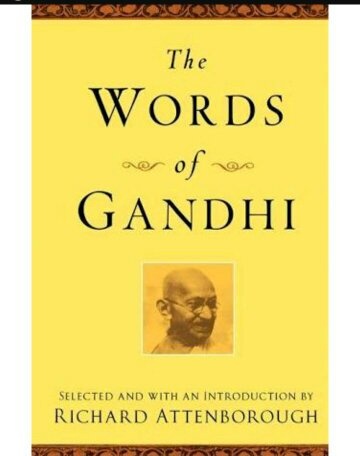 The
WORDS
of
GANDHI
SELECTED AND WITH AN INTRODUCTION BY
RICHARD ATTENBOROUGH